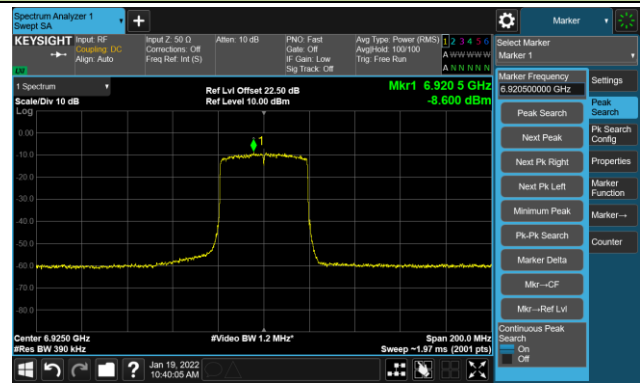 Spectrum Analyzer 1
Swept SA
Marker
KEYSIGHT
Input: RF
Coupling: DC
Align: Auto
Input Z: 50 Ω
Corrections: Off
Freq Ref: Int (S)
Atten: 10 dB
PNO: Fast
Gate: Off
IF Gain: Low
Sig Track: Off
Avg Type: Power (RMS)
Avg|Hold: 100/100
Trig: Free Run
1 2 3 4 5 6
A W W W W W
A N N N N N
Select Marker
Marker 1
LW
1 Spectrum
Scale/Div 10 dB
Log
Ref Lvl Offset 22.50 dB
Ref Level 10.00 dBm
Mkr1 6.920 5 GHz
-8.600 dBm
1
0.00
-10.0
-20.0
-30.0
-40.0
-50.0
-60.0
-70.0
-80.0
Center 6.9250 GHz
#Res BW 390 kHz
#Video BW 1.2 MHz*
Span 200.0 MHz
Sweep ~1.97 ms (2001 pts)
Marker Frequency
6.920500000 GHz
Peak Search
Next Peak
Next Pk Right
Next Pk Left
Minimum Peak
Pk-Pk Search
Marker Delta
Mkr→CF
Mkr→Ref Lvl
Continuous Peak
Search
On
Off
Settings
Peak
Search
Pk Search
Config
Properties
Marker
Function
Marker→
Counter
?
Jan 19, 2022
10:40:05 AM